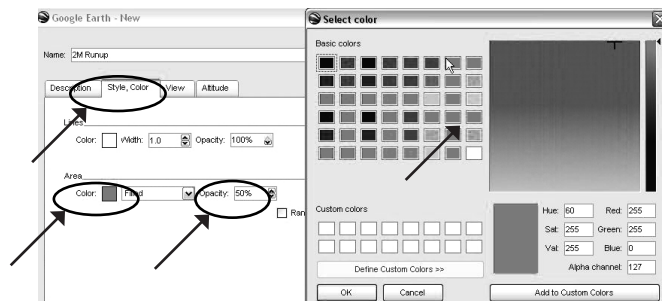 Google Earth - New
Name: 2M Runup
Description Style, Color View Altitude
Lines
Color: Width: 1.0 Opacity: 100%
Area
Color: Filled Opacity: 50%
Select color
Basic colors
Custom colors
Define Custom Colors >>
OK Cancel
Hue: 60 Red: 255
Sat: 255 Green: 255
Val: 255 Blue: 0
Alpha channel: 127
Add to Custom Colors